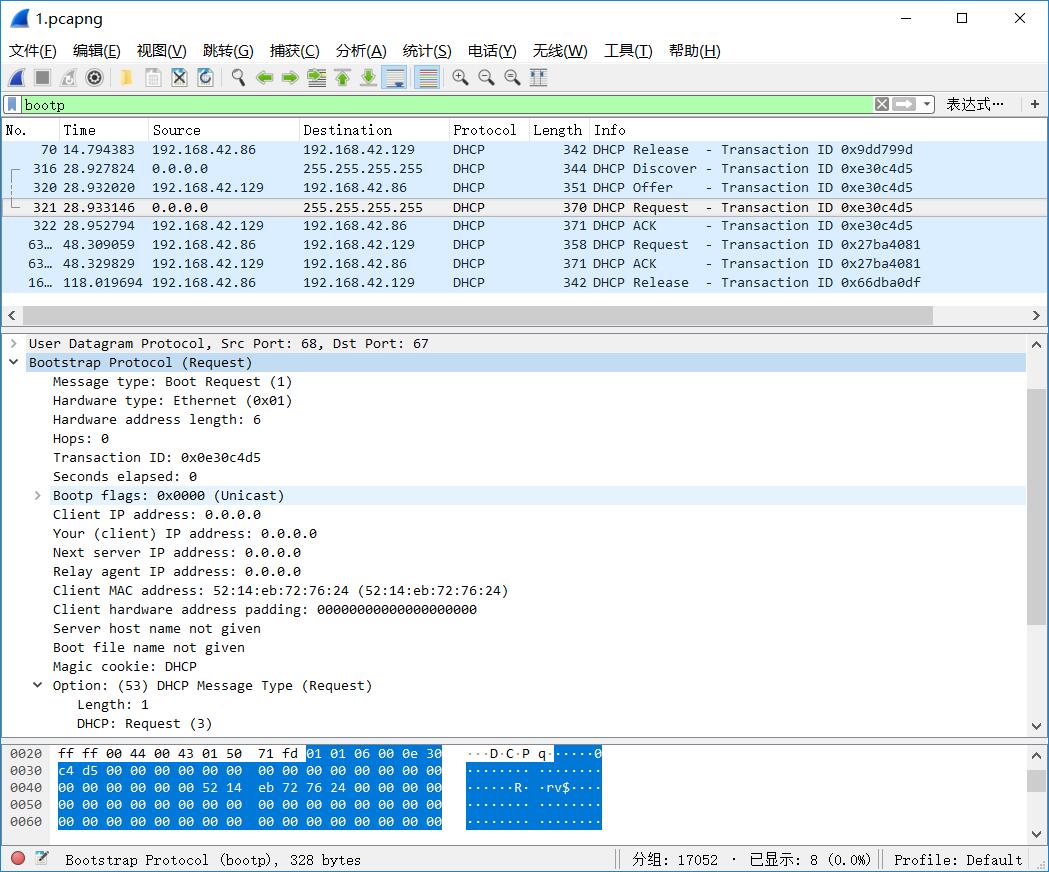 1.pcapng
文件(F) 编辑(E) 视图(V) 跳转(G) 捕获(C) 分析(A) 统计(S) 电话(Y) 无线(W) 工具(T) 帮助(H)
bootp 表达式… +
No. Time Source Destination Protocol Length Info
70 14.794383 192.168.42.86 192.168.42.129 DHCP 342 DHCP Release - Transaction ID 0x9dd799d
316 28.927824 0.0.0.0 255.255.255.255 DHCP 344 DHCP Discover - Transaction ID 0xe30c4d5
320 28.932020 192.168.42.129 192.168.42.86 DHCP 351 DHCP Offer - Transaction ID 0xe30c4d5
321 28.933146 0.0.0.0 255.255.255.255 DHCP 370 DHCP Request - Transaction ID 0xe30c4d5
322 28.952794 192.168.42.129 192.168.42.86 DHCP 371 DHCP ACK - Transaction ID 0xe30c4d5
63… 48.309059 192.168.42.86 192.168.42.129 DHCP 358 DHCP Request - Transaction ID 0x27ba4081
63… 48.329829 192.168.42.129 192.168.42.86 DHCP 371 DHCP ACK - Transaction ID 0x27ba4081
16… 118.019694 192.168.42.86 192.168.42.129 DHCP 342 DHCP Release - Transaction ID 0x66dba0df
User Datagram Protocol, Src Port: 68, Dst Port: 67
Bootstrap Protocol (Request)
Message type: Boot Request (1)
Hardware type: Ethernet (0x01)
Hardware address length: 6
Hops: 0
Transaction ID: 0x0e30c4d5
Seconds elapsed: 0
Bootp flags: 0x0000 (Unicast)
Client IP address: 0.0.0.0
Your (client) IP address: 0.0.0.0
Next server IP address: 0.0.0.0
Relay agent IP address: 0.0.0.0
Client MAC address: 52:14:eb:72:76:24 (52:14:eb:72:76:24)
Client hardware address padding: 00000000000000000000
Server host name not given
Boot file name not given
Magic cookie: DHCP
Option: (53) DHCP Message Type (Request)
Length: 1
DHCP: Request (3)
0020 ff ff 00 44 00 43 01 50 71 fd 01 01 06 00 0e 30 ···D·C·P q······0
0030 c4 d5 00 00 00 00 00 00 00 00 00 00 00 00 00 00 ········ ········
0040 00 00 00 00 00 00 52 14 eb 72 76 24 00 00 00 00 ······R· ·rv$····
0050 00 00 00 00 00 00 00 00 00 00 00 00 00 00 00 00 ········ ········
0060 00 00 00 00 00 00 00 00 00 00 00 00 00 00 00 00 ········ ········
Bootstrap Protocol (bootp), 328 bytes 分组: 17052 · 已显示: 8 (0.0%) Profile: Default